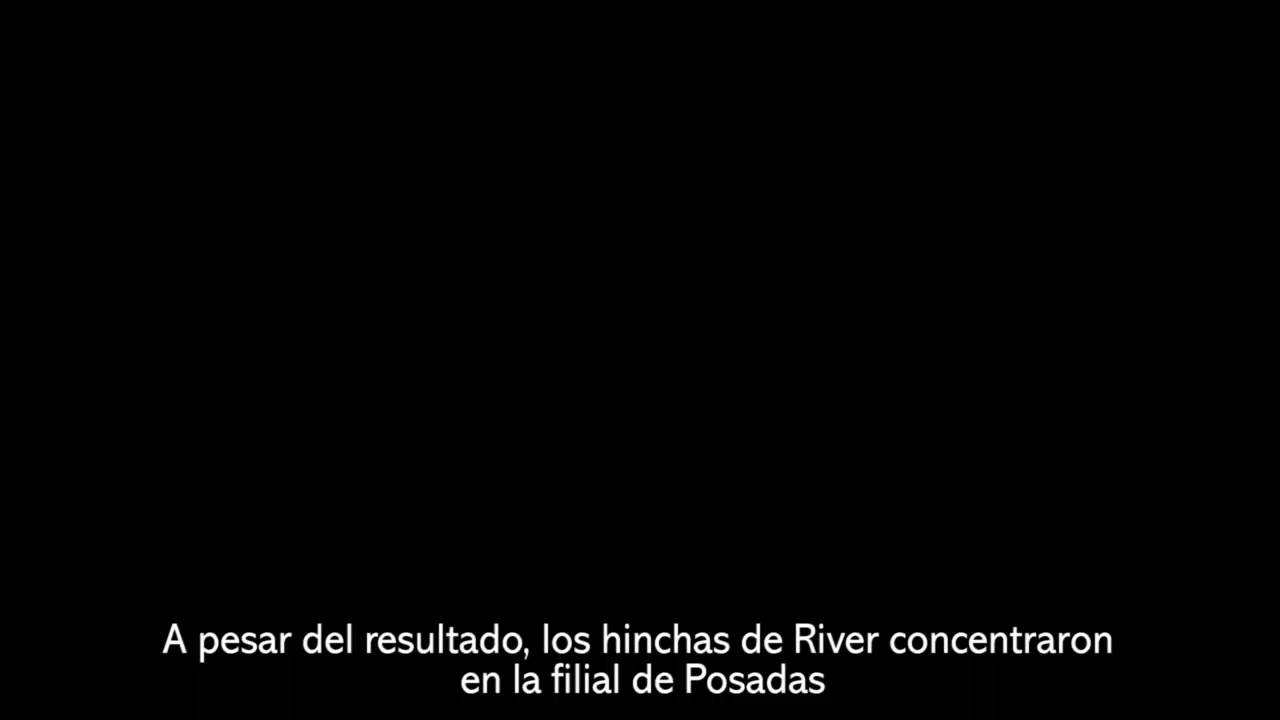 A pesar del resultado, los hinchas de River concentraron
en la filial de Posadas